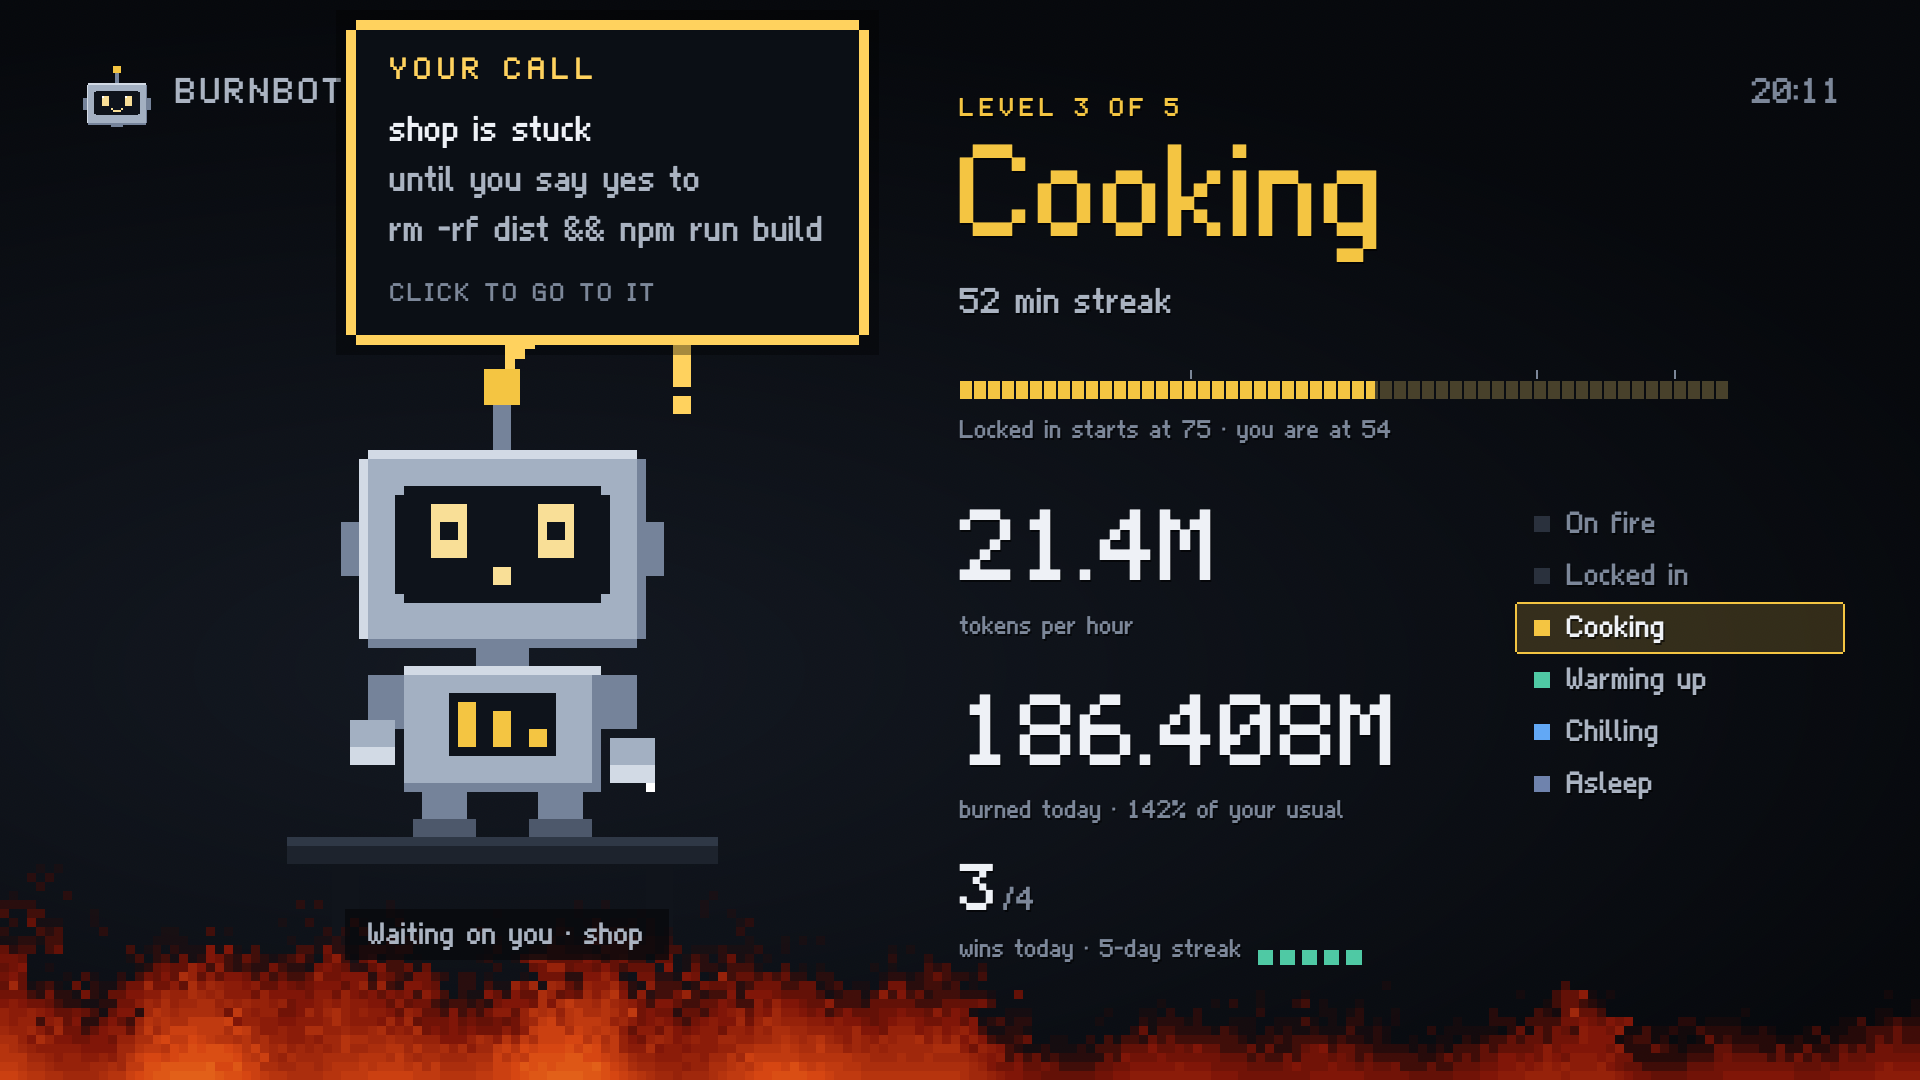 BURNBOT
YOUR CALL
shop is stuck
until you say yes to
rm -rf dist && npm run build
CLICK TO GO TO IT
Waiting on you · shop
20:11
LEVEL 3 OF 5
Cooking
52 min streak
Locked in starts at 75 · you are at 54
21.4M
tokens per hour
186.408M
burned today · 142% of your usual
3/4
wins today · 5-day streak
On fire
Locked in
Cooking
Warming up
Chilling
Asleep